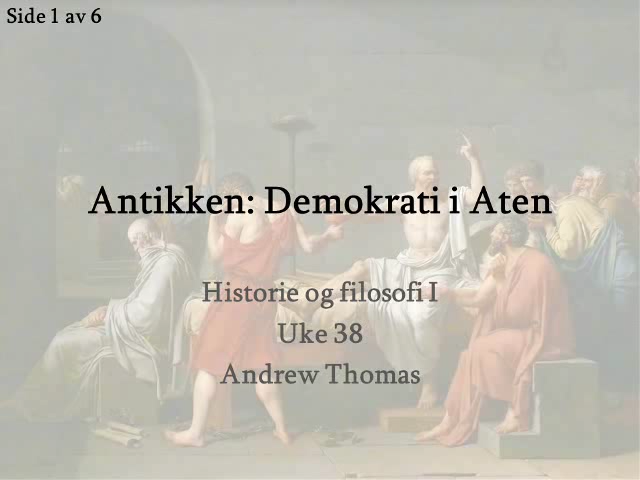 Side 1 av 6
Antikken: Demokrati i Aten
Historie og filosofi I
Uke 38
Andrew Thomas